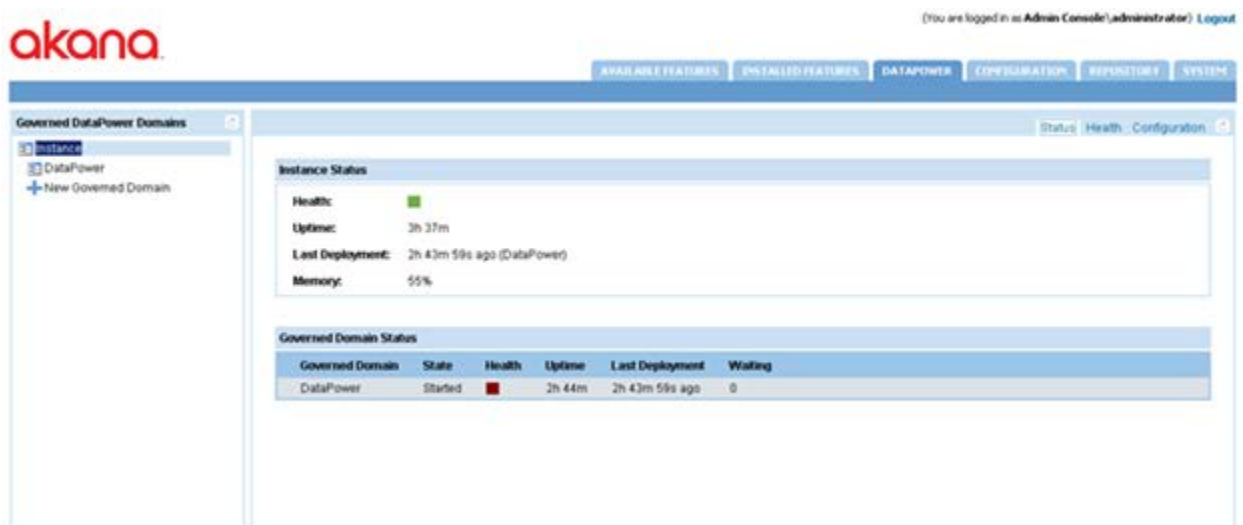 (You are logged in as Admin Console\administrator) Logout
akana
AVAILABLE FEATURES INSTALLED FEATURES DATAPOWER CONFIGURATION REPOSITORY SYSTEM
Governed DataPower Domains
Instance
DataPower
New Governed Domain
Status Health Configuration
Instance Status
Health:
Uptime: 3h 37m
Last Deployment: 2h 43m 59s ago (DataPower)
Memory: 55%
Governed Domain Status
Governed Domain State Health Uptime Last Deployment Waiting
DataPower Started 2h 44m 2h 43m 59s ago 0